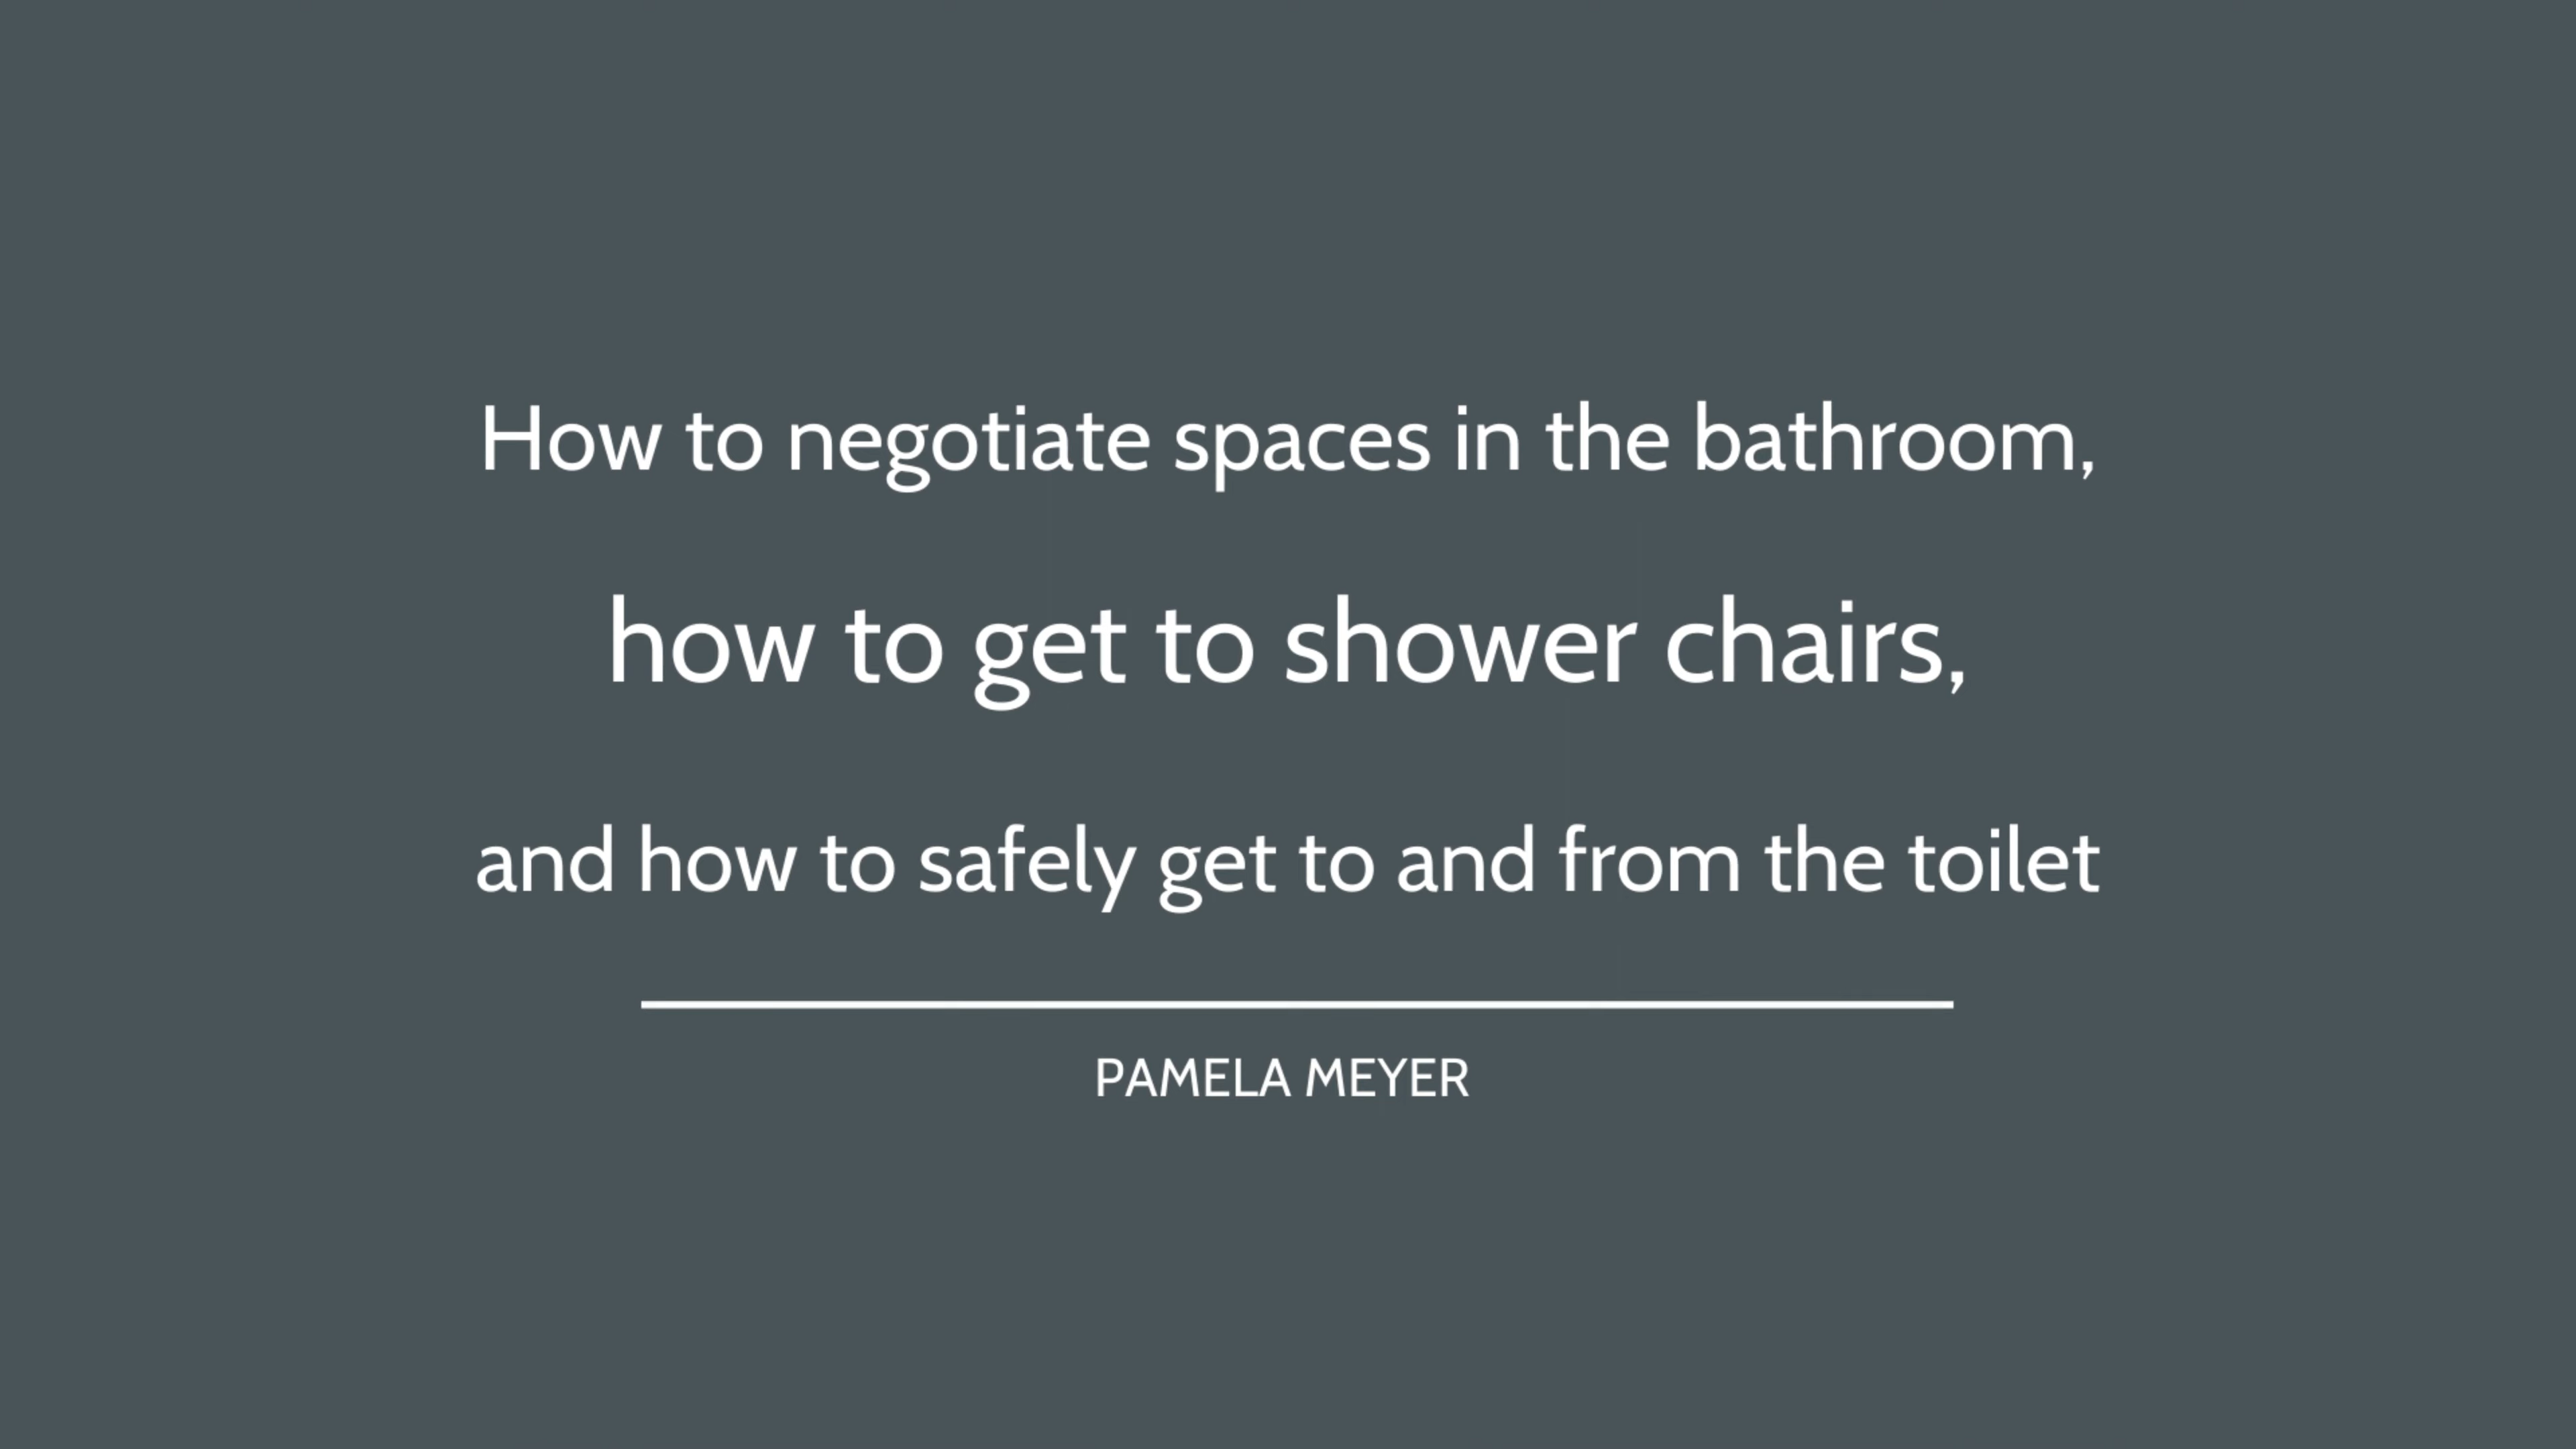 How to negotiate spaces in the bathroom,
how to get to shower chairs,
and how to safely get to and from the toilet
PAMELA MEYER